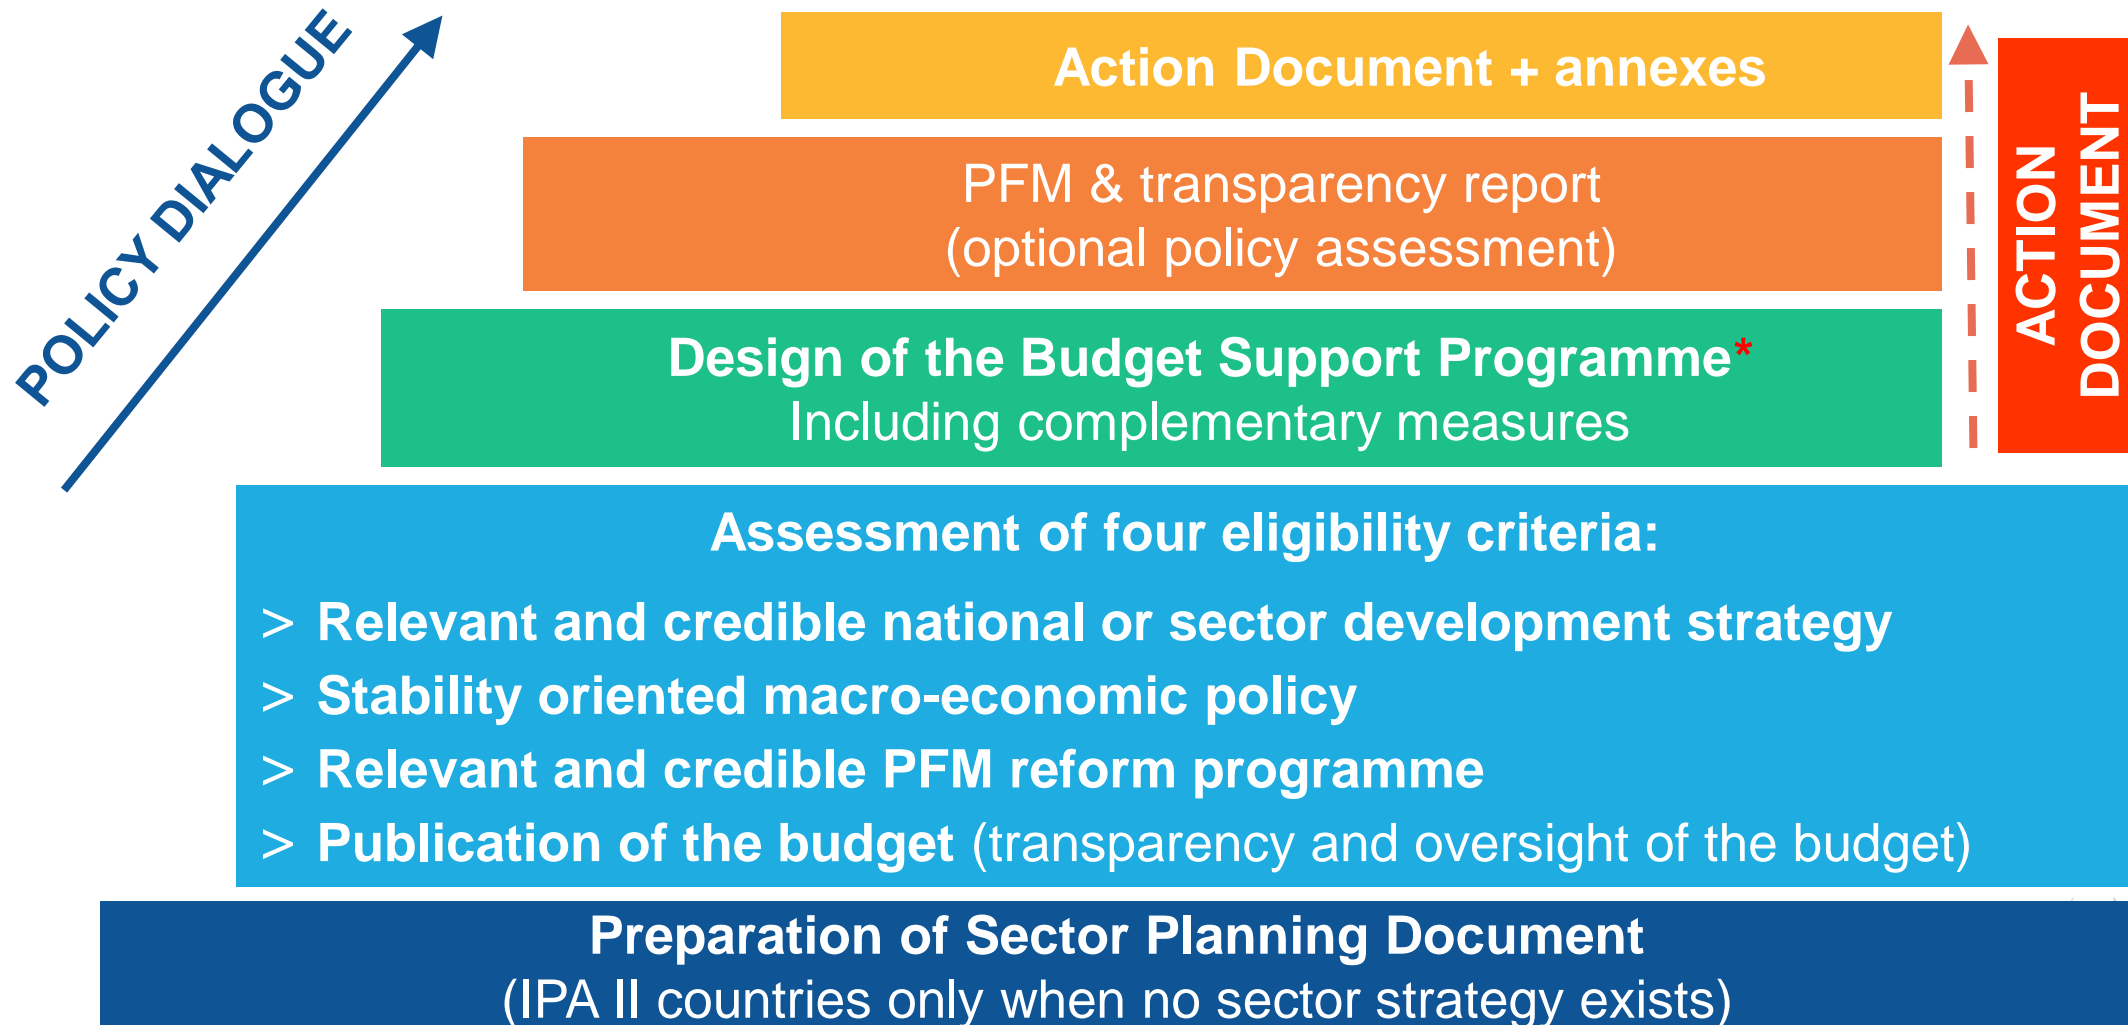 POLICY DIALOGUE
Action Document + annexes
PFM & transparency report
(optional policy assessment)
Design of the Budget Support Programme*
Including complementary measures
ACTION
DOCUMENT
Assessment of four eligibility criteria:
> Relevant and credible national or sector development strategy
> Stability oriented macro-economic policy
> Relevant and credible PFM reform programme
> Publication of the budget (transparency and oversight of the budget)
Preparation of Sector Planning Document
(IPA II countries only when no sector strategy exists)